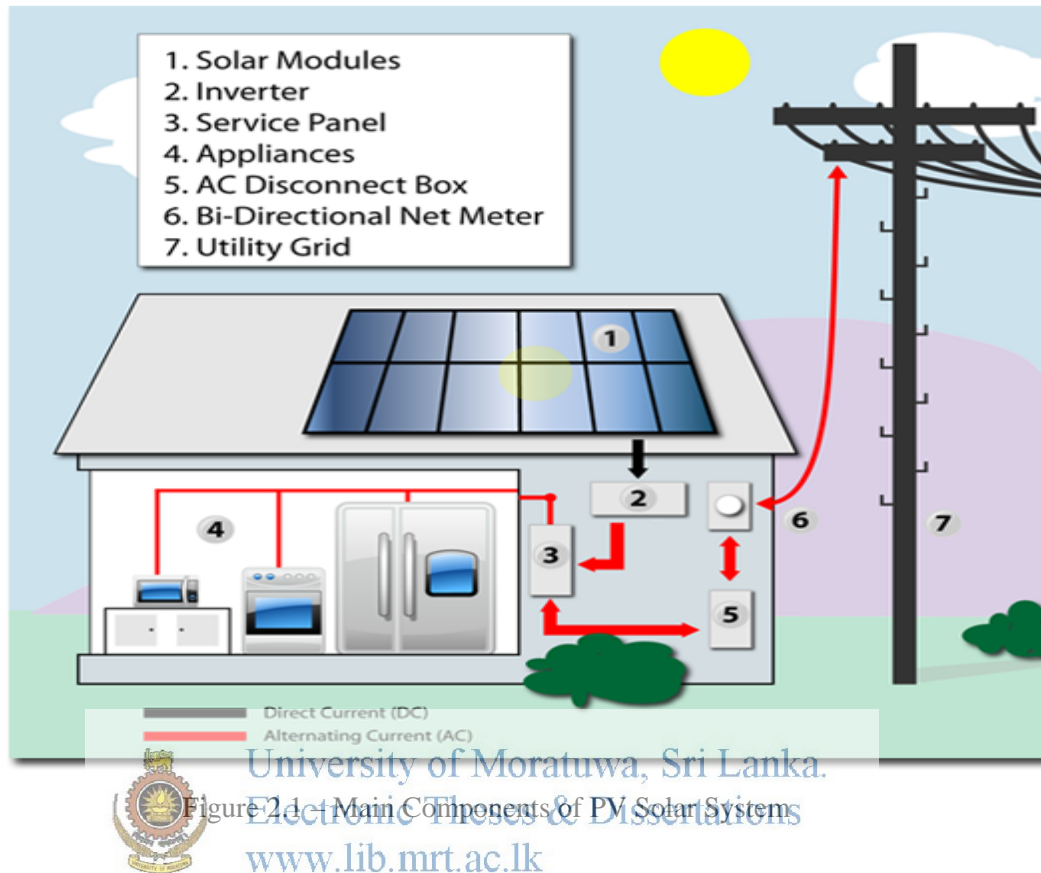 1. Solar Modules
2. Inverter
3. Service Panel
4. Appliances
5. AC Disconnect Box
6. Bi-Directional Net Meter
7. Utility Grid
1
2
3
4
5
6
7
Direct Current (DC)
Alternating Current (AC)
University of Moratuwa, Sri Lanka.
Figure 2.1 – Main Components of PV Solar System
Electronic Theses & Dissertations
www.lib.mrt.ac.lk